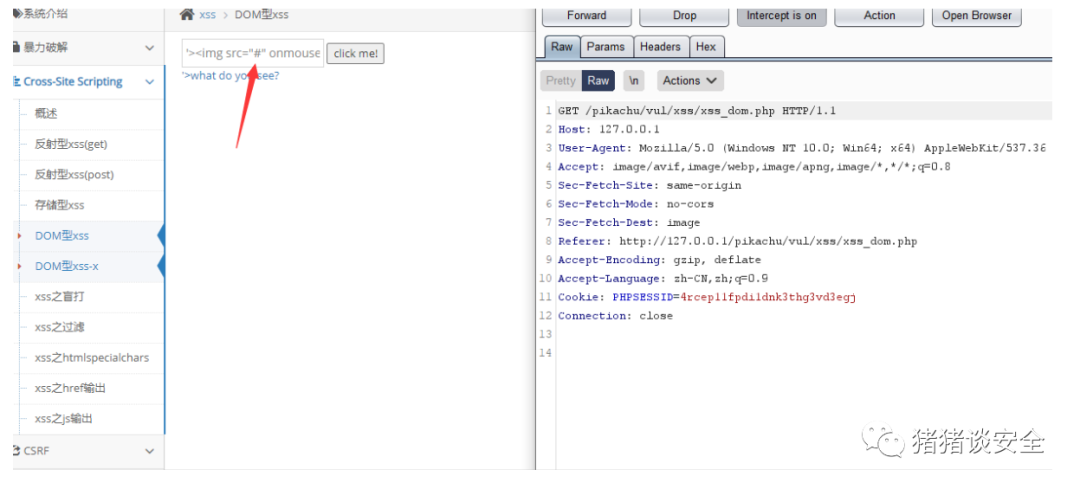 系统介绍
暴力破解
Cross-Site Scripting
概述
反射型xss(get)
反射型xss(post)
存储型xss
DOM型xss
DOM型xss-x
xss之盲打
xss之过滤
xss之htmlspecialchars
xss之href输出
xss之js输出
CSRF
xss > DOM型xss
'><img src="#" onmouse click me!
'>what do you see?
Forward Drop Intercept is on Action Open Browser
Raw Params Headers Hex
Pretty Raw \n Actions
1 GET /pikachu/vul/xss/xss_dom.php HTTP/1.1
2 Host: 127.0.0.1
3 User-Agent: Mozilla/5.0 (Windows NT 10.0; Win64; x64) AppleWebKit/537.36
4 Accept: image/avif,image/webp,image/apng,image/*,*/*;q=0.8
5 Sec-Fetch-Site: same-origin
6 Sec-Fetch-Mode: no-cors
7 Sec-Fetch-Dest: image
8 Referer: http://127.0.0.1/pikachu/vul/xss/xss_dom.php
9 Accept-Encoding: gzip, deflate
10 Accept-Language: zh-CN,zh;q=0.9
11 Cookie: PHPSESSID=4rcep11fpdi1dnk3thg3vd3egj
12 Connection: close
13
14
猪猪谈安全